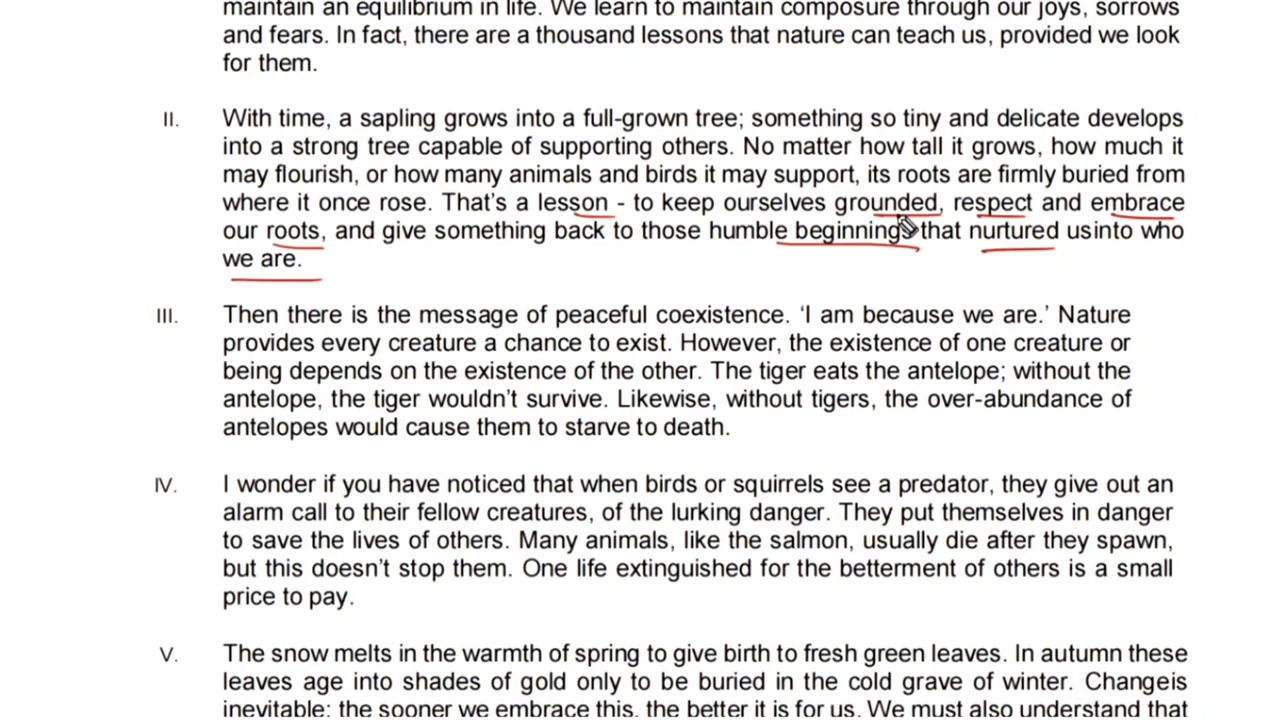 maintain an equilibrium in life. We learn to maintain composure through our joys, sorrows
and fears. In fact, there are a thousand lessons that nature can teach us, provided we look
for them.
II. With time, a sapling grows into a full-grown tree; something so tiny and delicate develops
into a strong tree capable of supporting others. No matter how tall it grows, how much it
may flourish, or how many animals and birds it may support, its roots are firmly buried from
where it once rose. That's a lesson - to keep ourselves grounded, respect and embrace
our roots, and give something back to those humble beginnings that nurtured usinto who
we are.
III. Then there is the message of peaceful coexistence. ‘I am because we are.’ Nature
provides every creature a chance to exist. However, the existence of one creature or
being depends on the existence of the other. The tiger eats the antelope; without the
antelope, the tiger wouldn't survive. Likewise, without tigers, the over-abundance of
antelopes would cause them to starve to death.
IV. I wonder if you have noticed that when birds or squirrels see a predator, they give out an
alarm call to their fellow creatures, of the lurking danger. They put themselves in danger
to save the lives of others. Many animals, like the salmon, usually die after they spawn,
but this doesn't stop them. One life extinguished for the betterment of others is a small
price to pay.
V. The snow melts in the warmth of spring to give birth to fresh green leaves. In autumn these
leaves age into shades of gold only to be buried in the cold grave of winter. Changeis
inevitable; the sooner we embrace this, the better it is for us. We must also understand that